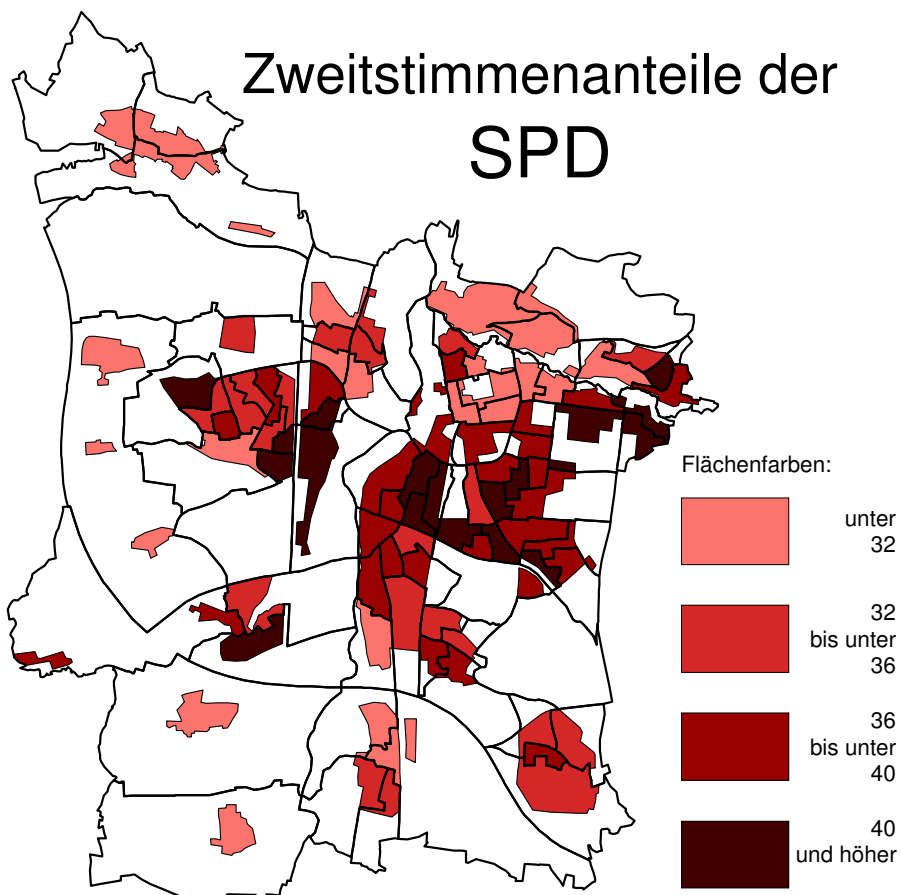 Zweitstimmenanteile der
SPD
Flächenfarben:
unter
32
32
bis unter
36
36
bis unter
40
40
und höher